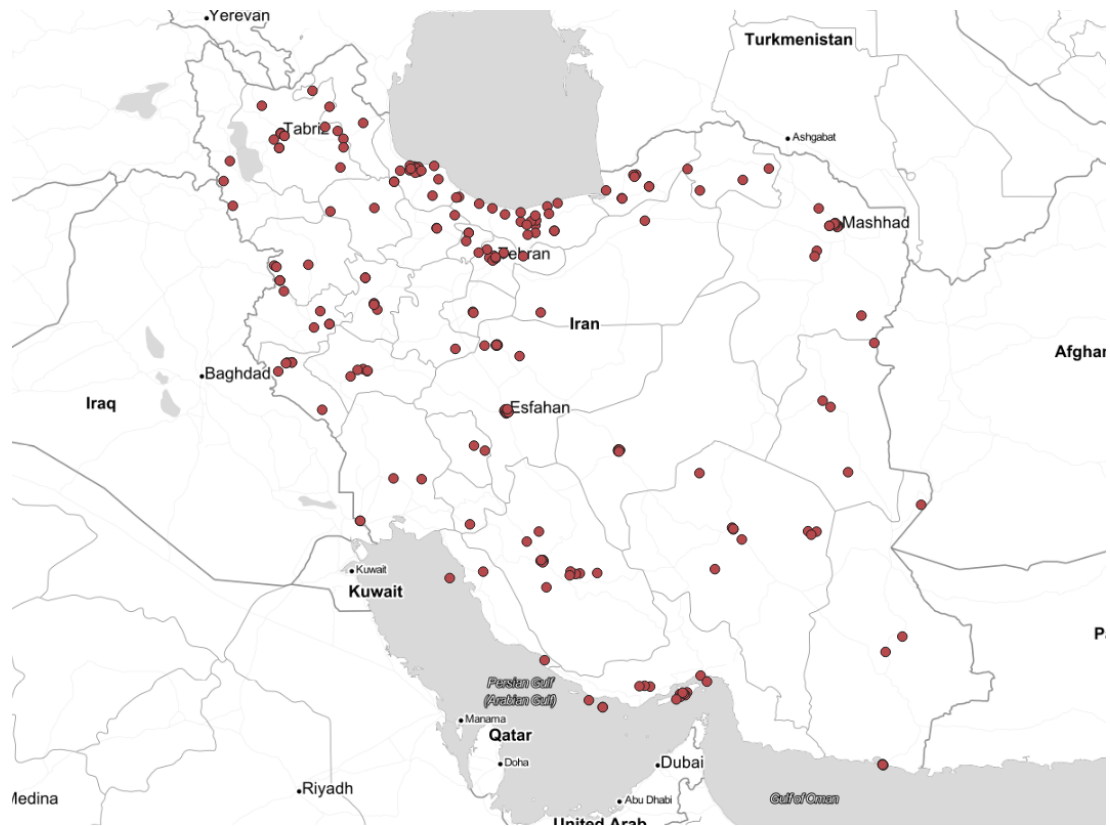 Yerevan
Turkmenistan
Ashgabat
Tabriz
Mashhad
Tehran
Iran
Afghan
Baghdad
Iraq
Esfahan
Kuwait
Kuwait
Pa
Persian Gulf
(Arabian Gulf)
Manama
Qatar
Doha
Dubai
Riyadh
Medina
Abu Dhabi
Gulf of Oman
United Arab